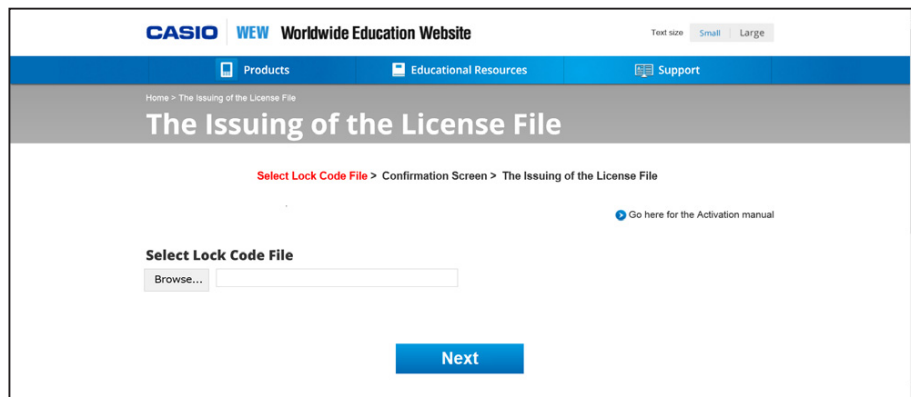 CASIO WEW Worldwide Education Website
Text size Small Large
Products Educational Resources Support
Home > The Issuing of the License File
The Issuing of the License File
Select Lock Code File > Confirmation Screen > The Issuing of the License File
Go here for the Activation manual
Select Lock Code File
Browse...
Next